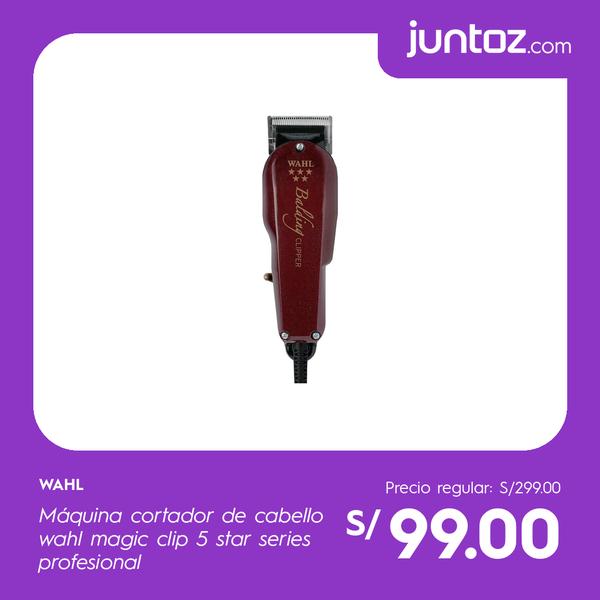 juntoz.com
WAHL
Balding
CLIPPER
WAHL
Máquina cortador de cabello
wahl magic clip 5 star series
profesional
Precio regular: S/299.00
S/99.00